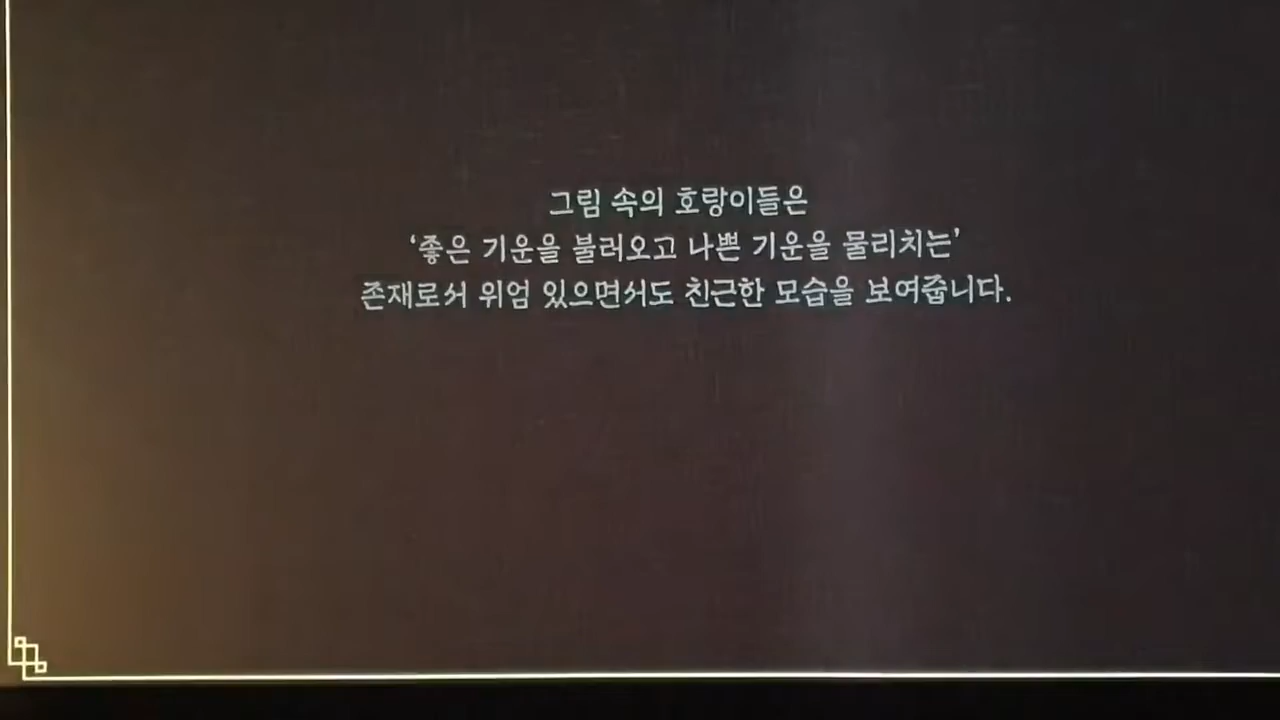 그림 속의 호랑이들은
‘좋은 기운을 불러오고 나쁜 기운을 물리치는’
존재로서 위엄 있으면서도 친근한 모습을 보여줍니다.